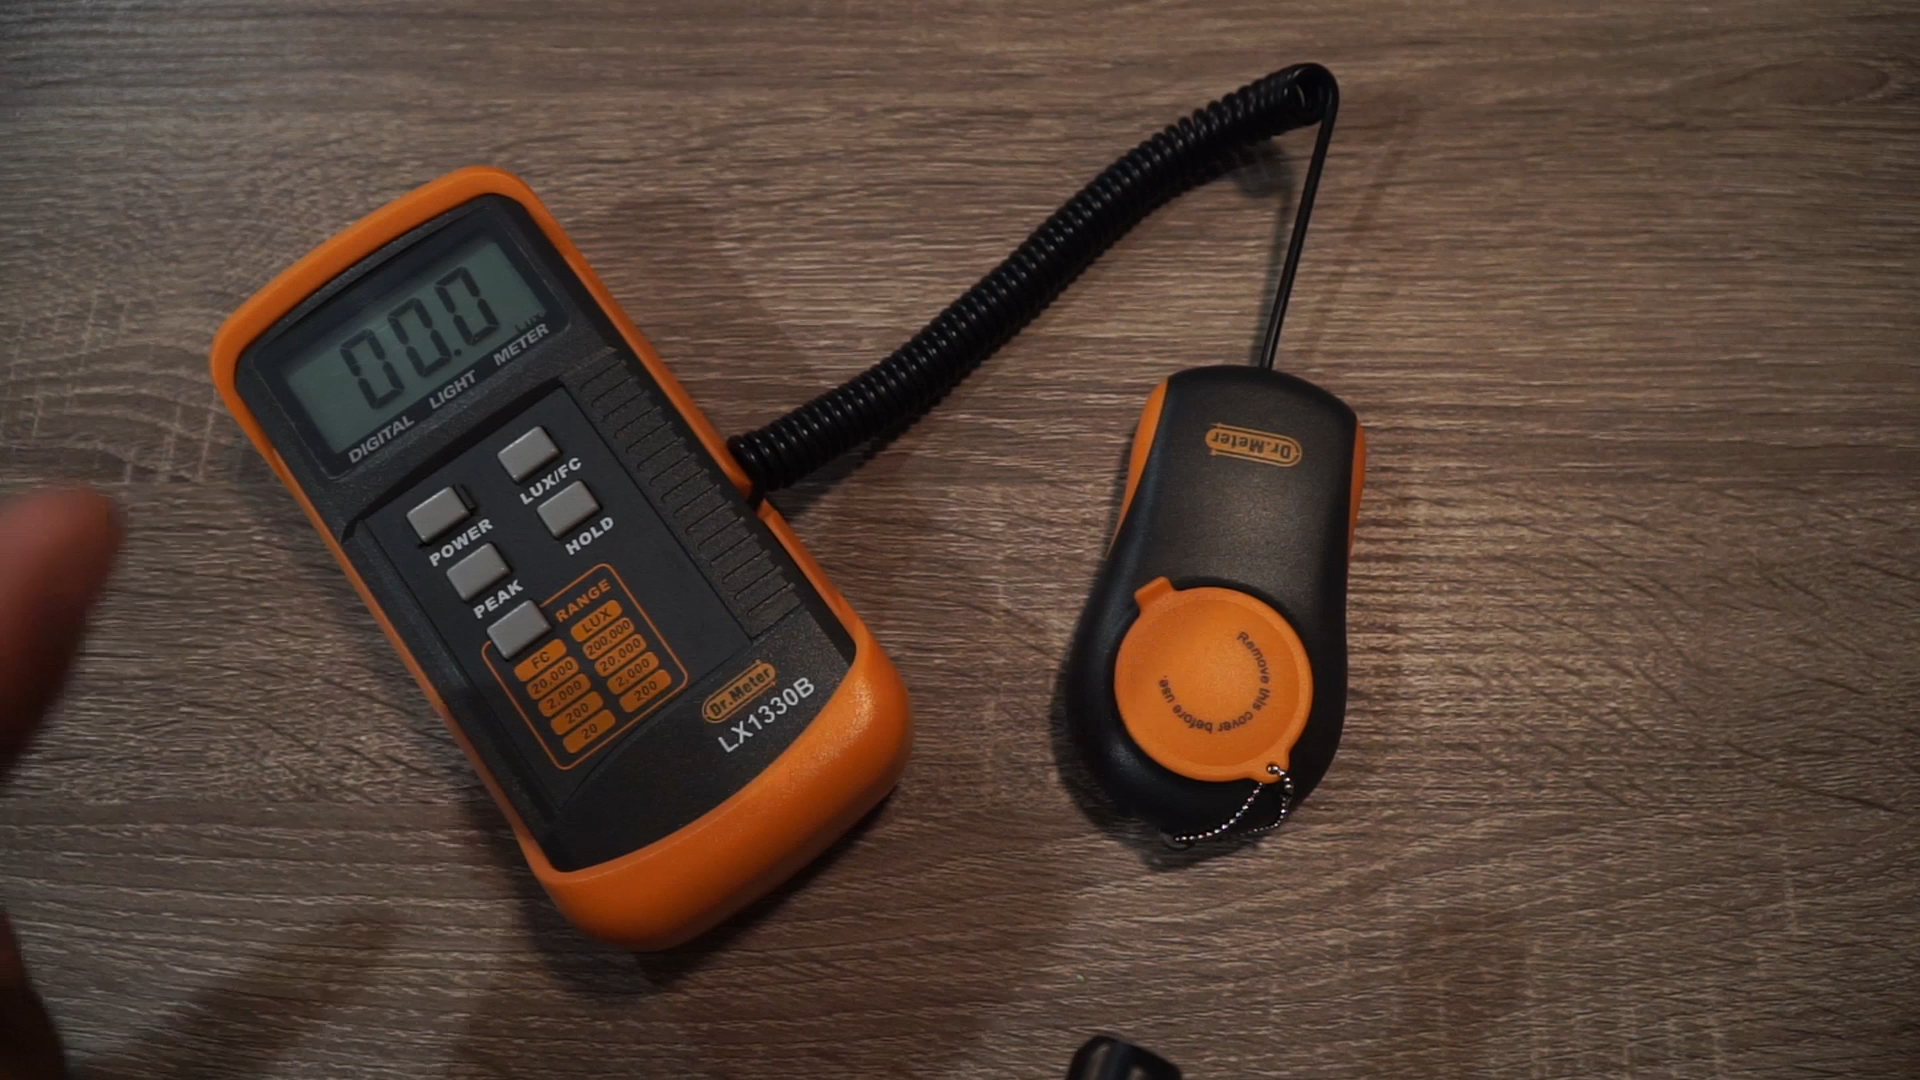 00.0
DIGITAL LIGHT METER
POWER
LUX/FC
PEAK
HOLD
RANGE
FC
LUX
20,000
200,000
2,000
20,000
200
2,000
20
200
Dr.Meter
LX1330B
Dr.Meter
Remove this cover before use.